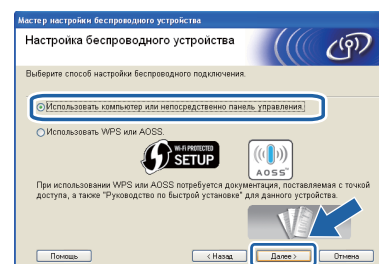 Мастер настройки беспроводного устройства
Настройка беспроводного устройства
Выберите способ настройки беспроводного подключения.
Использовать компьютер или непосредственно панель управления.
Использовать WPS или AOSS.
WI-FI PROTECTED
SETUP
AOSS™
При использовании WPS или AOSS потребуется документация, поставляемая с точкой
доступа, а также "Руководство по быстрой установке" для данного устройства.
Помощь
< Назад
Далее >
Отмена